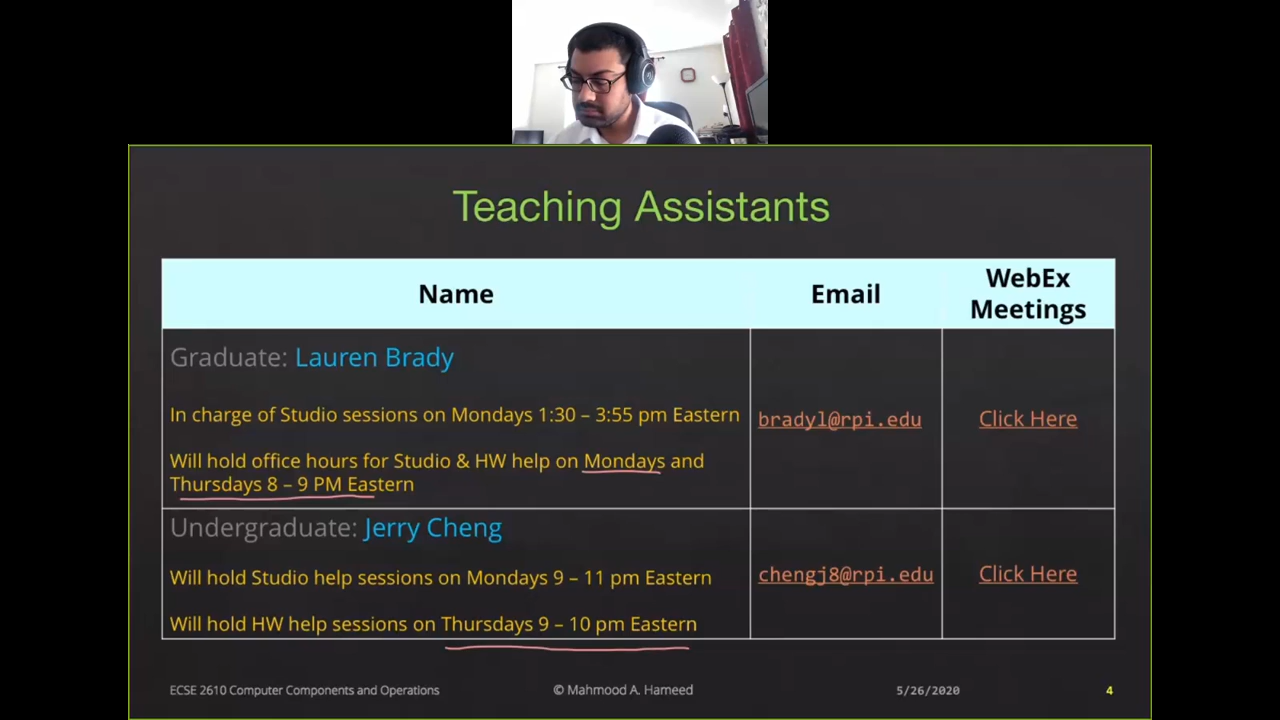 Teaching Assistants
Name
Email
WebEx
Meetings
Graduate: Lauren Brady
In charge of Studio sessions on Mondays 1:30 – 3:55 pm Eastern
Will hold office hours for Studio & HW help on Mondays and
Thursdays 8 – 9 PM Eastern
bradyl@rpi.edu
Click Here
Undergraduate: Jerry Cheng
Will hold Studio help sessions on Mondays 9 – 11 pm Eastern
Will hold HW help sessions on Thursdays 9 – 10 pm Eastern
chengj8@rpi.edu
Click Here
ECSE 2610 Computer Components and Operations
© Mahmood A. Hameed
5/26/2020
4